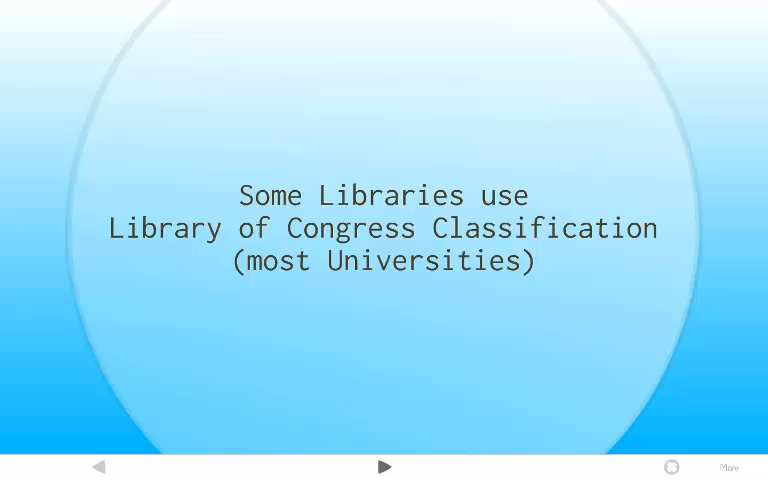 Some Libraries use
Library of Congress Classification
(most Universities)
More